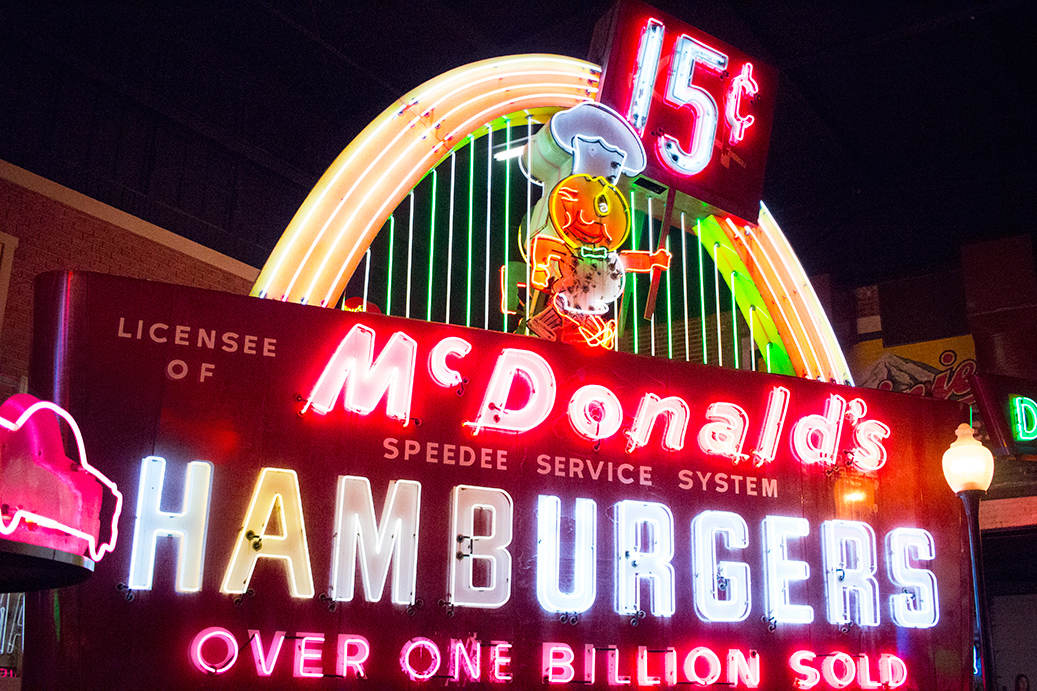 15¢
LICENSEE
OF
McDonald's
SPEEDEE SERVICE SYSTEM
HAMBURGERS
OVER ONE BILLION SOLD
D